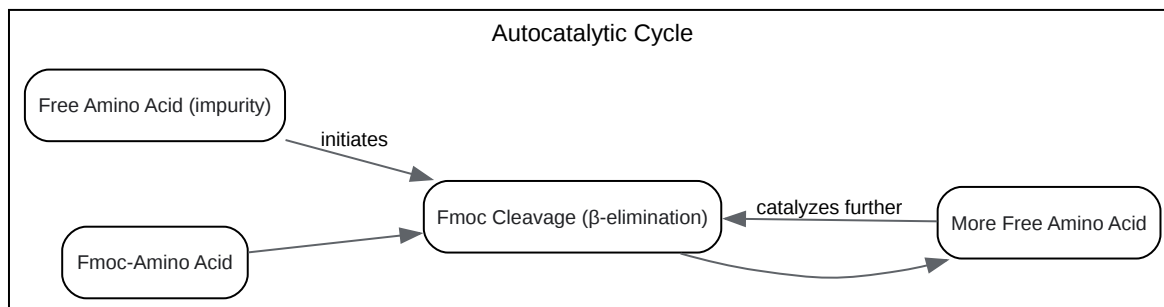 Autocatalytic Cycle
Free Amino Acid (impurity)
initiates
Fmoc Cleavage (β-elimination)
catalyzes further
More Free Amino Acid
Fmoc-Amino Acid